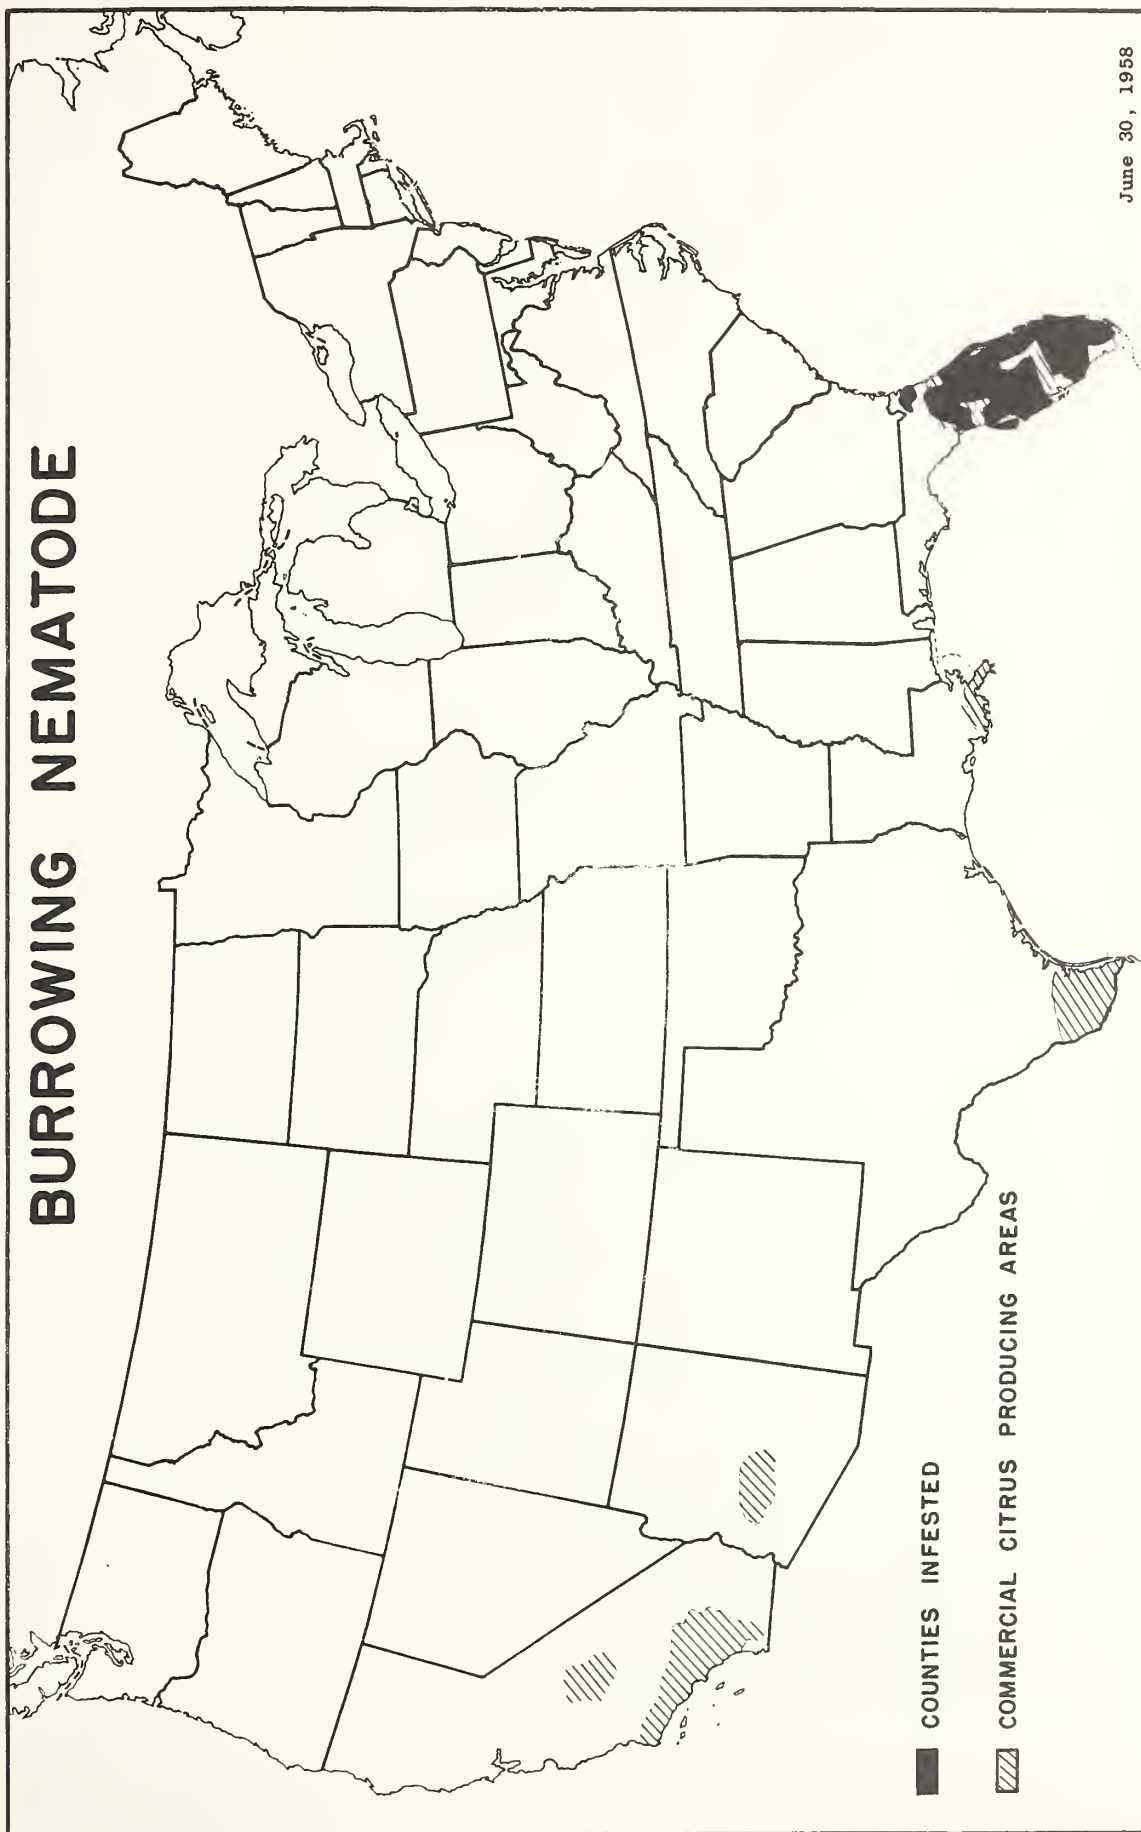 BURROWING NEMATODE
COUNTIES INFESTED
COMMERCIAL CITRUS PRODUCING AREAS
June 30, 1958